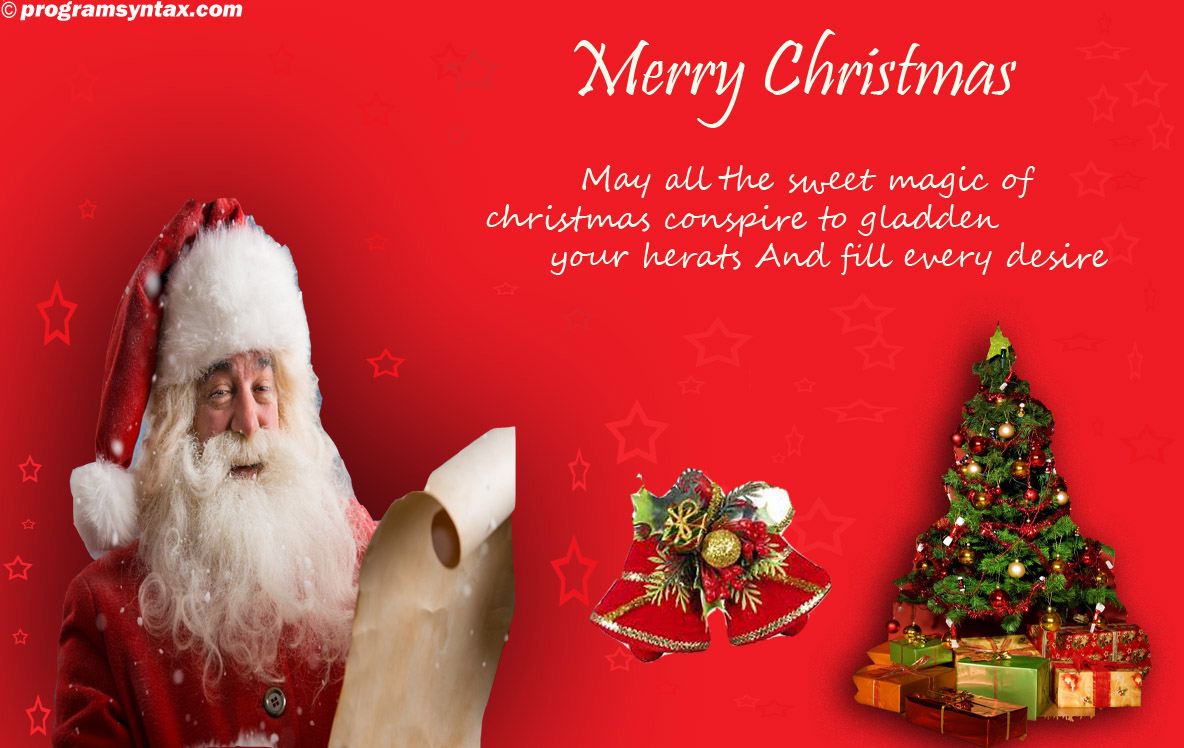 © programsyntax.com
Merry Christmas
May all the sweet magic of
christmas conspire to gladden
your herats And fill every desire